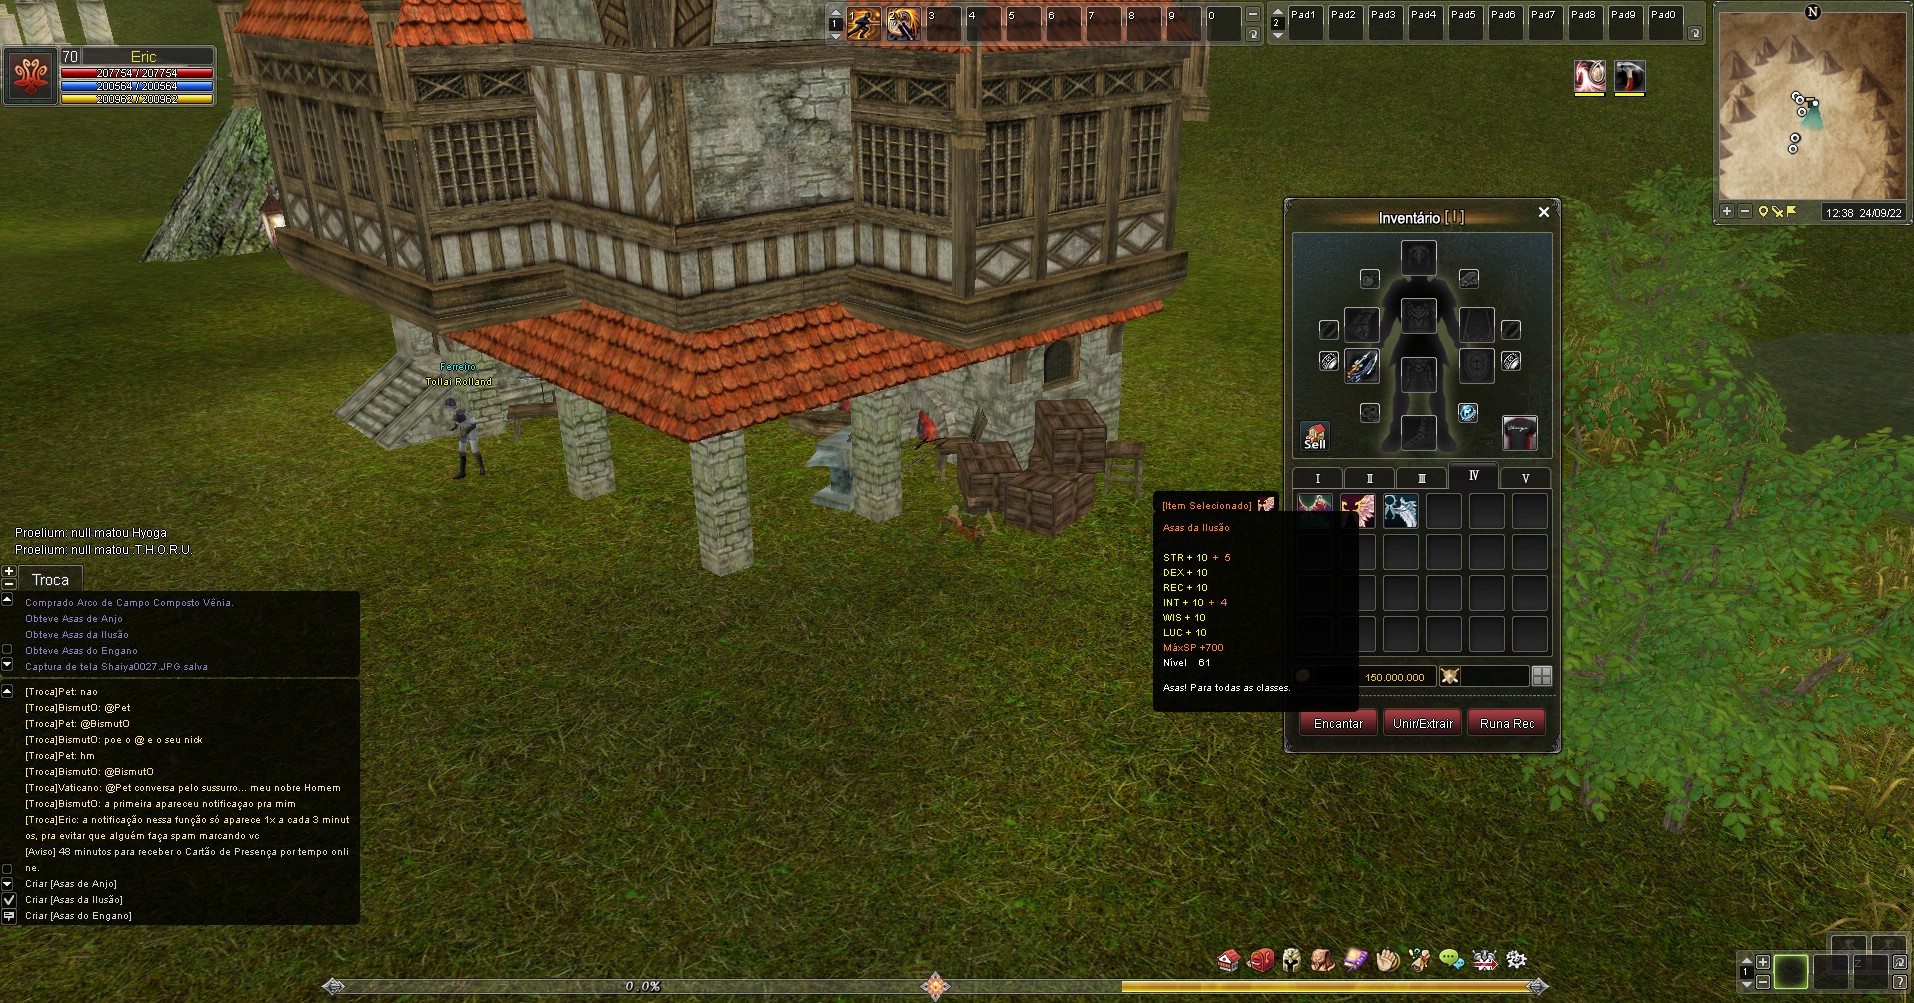 1 1 2 3 4 5 6 7 8 9 0
2 Pad1 Pad2 Pad3 Pad4 Pad5 Pad6 Pad7 Pad8 Pad9 Pad0
N
70 Eric
207754 / 207754
200564 / 200564
200962 / 200962
12:38 24/09/22
Inventário [ ! ]
Ferreiro
Tollai Rolland
Sell
I II III IV V
[Item Selecionado]
Asas da Ilusão
STR + 10 + 5
DEX + 10
REC + 10
INT + 10 + 4
WIS + 10
LUC + 10
MáxSP +700
Nível 61
Asas! Para todas as classes.
150.000.000
Encantar Unir/Extrair Runa Rec
Proelium: null matou Hyoga
Proelium: null matou .T.H.O.R.U.
Troca
Comprado Arco de Campo Composto Vênia.
Obteve Asas de Anjo
Obteve Asas da Ilusão
Obteve Asas do Engano
Captura de tela Shaiya0027.JPG salva
[Troca]Pet: nao
[Troca]BismutO: @Pet
[Troca]Pet: @BismutO
[Troca]BismutO: poe o @ e o seu nick
[Troca]Pet: hm
[Troca]BismutO: @BismutO
[Troca]Vaticano: @Pet conversa pelo sussurro... meu nobre Homem
[Troca]BismutO: a primeira apareceu notificaçao pra mim
[Troca]Eric: a notificação nessa função só aparece 1x a cada 3 minut
os, pra evitar que alguém faça spam marcando vc
[Aviso] 48 minutos para receber o Cartão de Presença por tempo onli
ne.
Criar [Asas de Anjo]
Criar [Asas da Ilusão]
Criar [Asas do Engano]
0.0%
1
Z
?